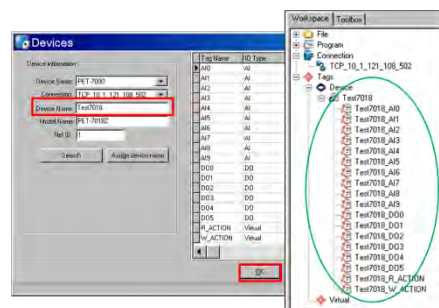 Devices
Device information
Device Series: PET-7000
Connection: TCP_10_1_121_108_502
Device Name: Test7018
Model Name: PET-7018Z
Net ID: 1
Search
Assign device name
Tag Name IO Type
AI0 AI
AI1 AI
AI2 AI
AI3 AI
AI4 AI
AI5 AI
AI6 AI
AI7 AI
AI8 AI
AI9 AI
DO0 DO
DO1 DO
DO2 DO
DO3 DO
DO4 DO
DO5 DO
R_ACTION Virtual
W_ACTION Virtual
OK
Workspace Toolbox
File
Program
Connection
TCP_10_1_121_108_502
Tags
Device
Test7018
Test7018_AI0
Test7018_AI1
Test7018_AI2
Test7018_AI3
Test7018_AI4
Test7018_AI5
Test7018_AI6
Test7018_AI7
Test7018_AI8
Test7018_AI9
Test7018_DO0
Test7018_DO1
Test7018_DO2
Test7018_DO3
Test7018_DO4
Test7018_DO5
Test7018_R_ACTION
Test7018_W_ACTION
Virtual